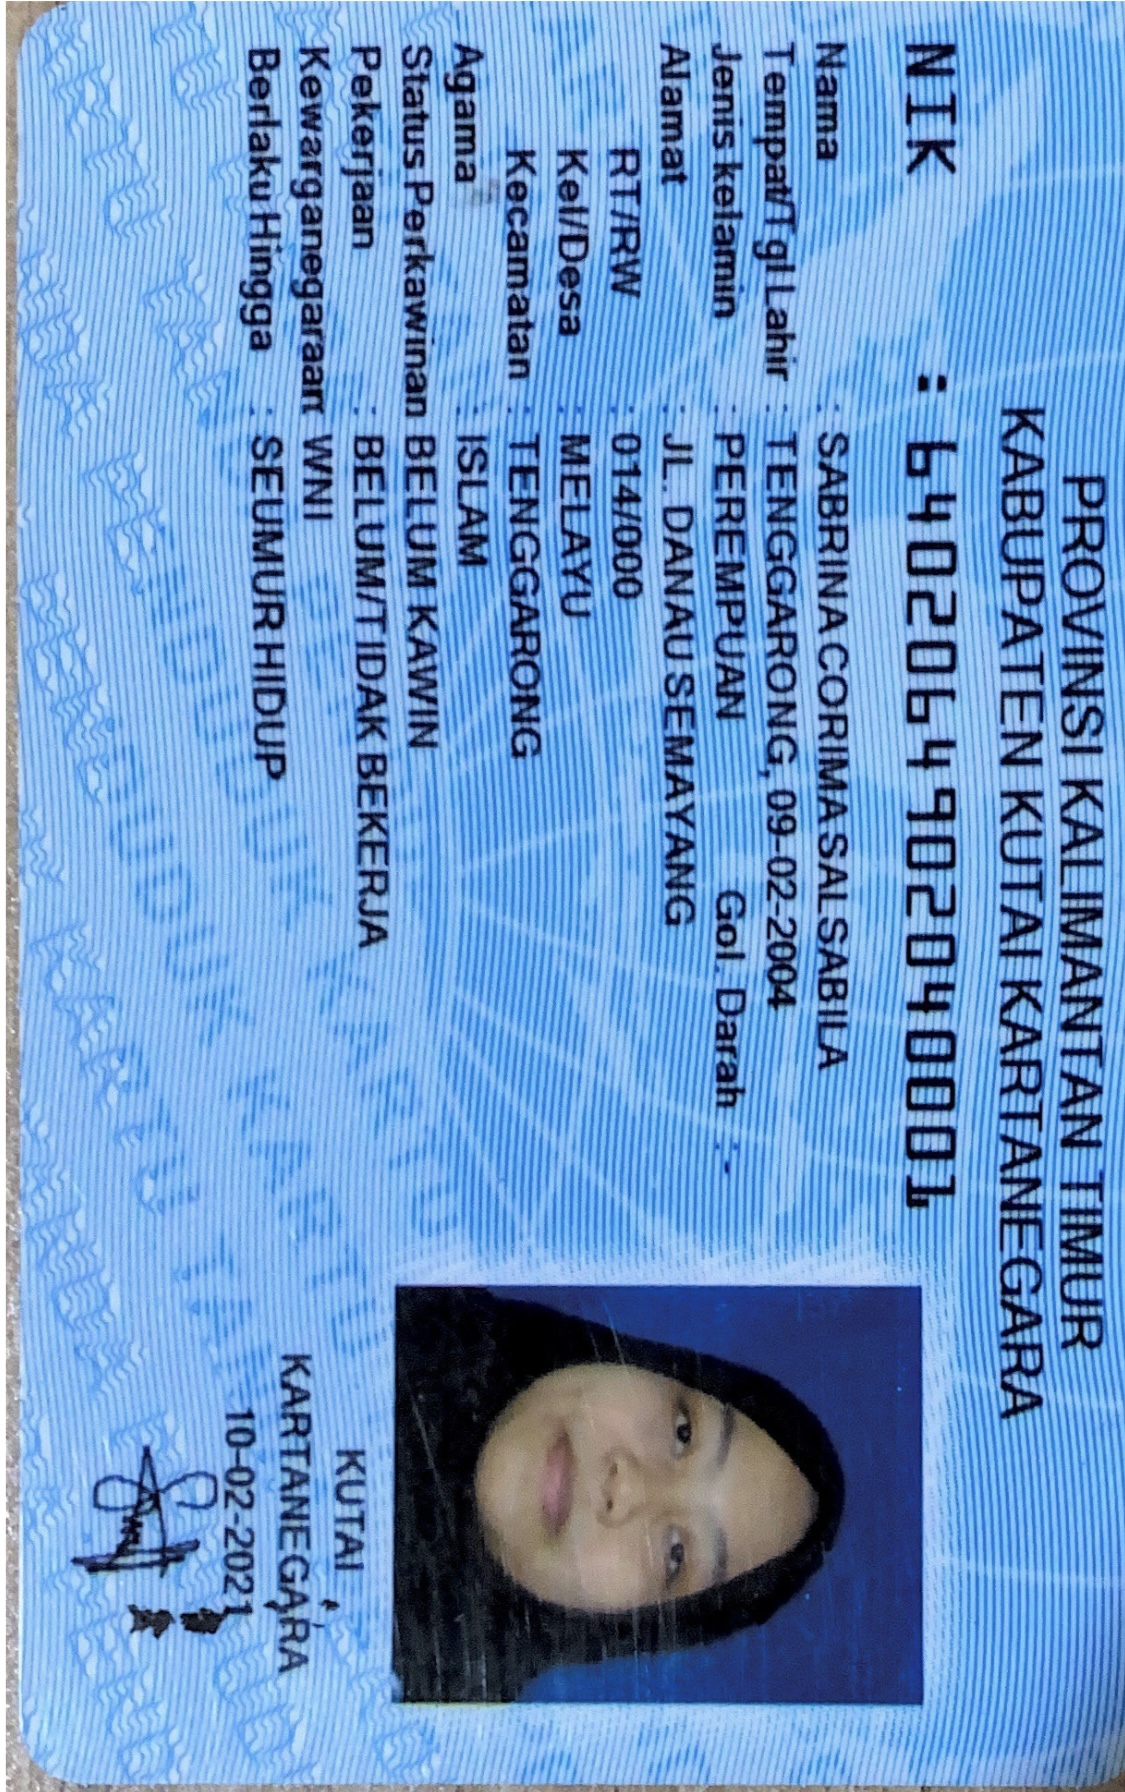 PROVINSI KALIMANTAN TIMUR
KABUPATEN KUTAI KARTANEGARA
NIK : 6402064902040001
Nama : SABRINA CORIMA SALSABILA
Tempat/Tgl Lahir : TENGGARONG, 09-02-2004
Jenis kelamin : PEREMPUAN Gol. Darah :-
Alamat : JL. DANAU SEMAYANG
RT/RW : 014/000
Kel/Desa : MELAYU
Kecamatan : TENGGARONG
Agama : ISLAM
Status Perkawinan BELUM KAWIN
Pekerjaan : BELUM/TIDAK BEKERJA
Kewarganegaraan WNI
Berlaku Hingga : SEUMUR HIDUP
KUTAI
KARTANEGARA
10-02-2021